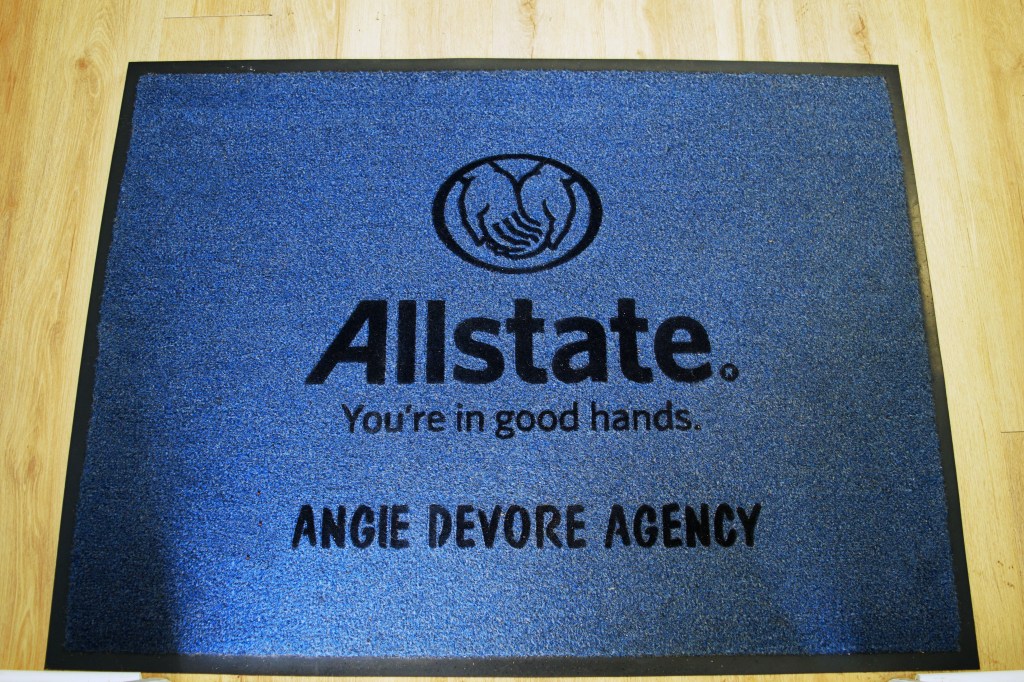 Allstate®
You're in good hands.
ANGIE DEVORE AGENCY